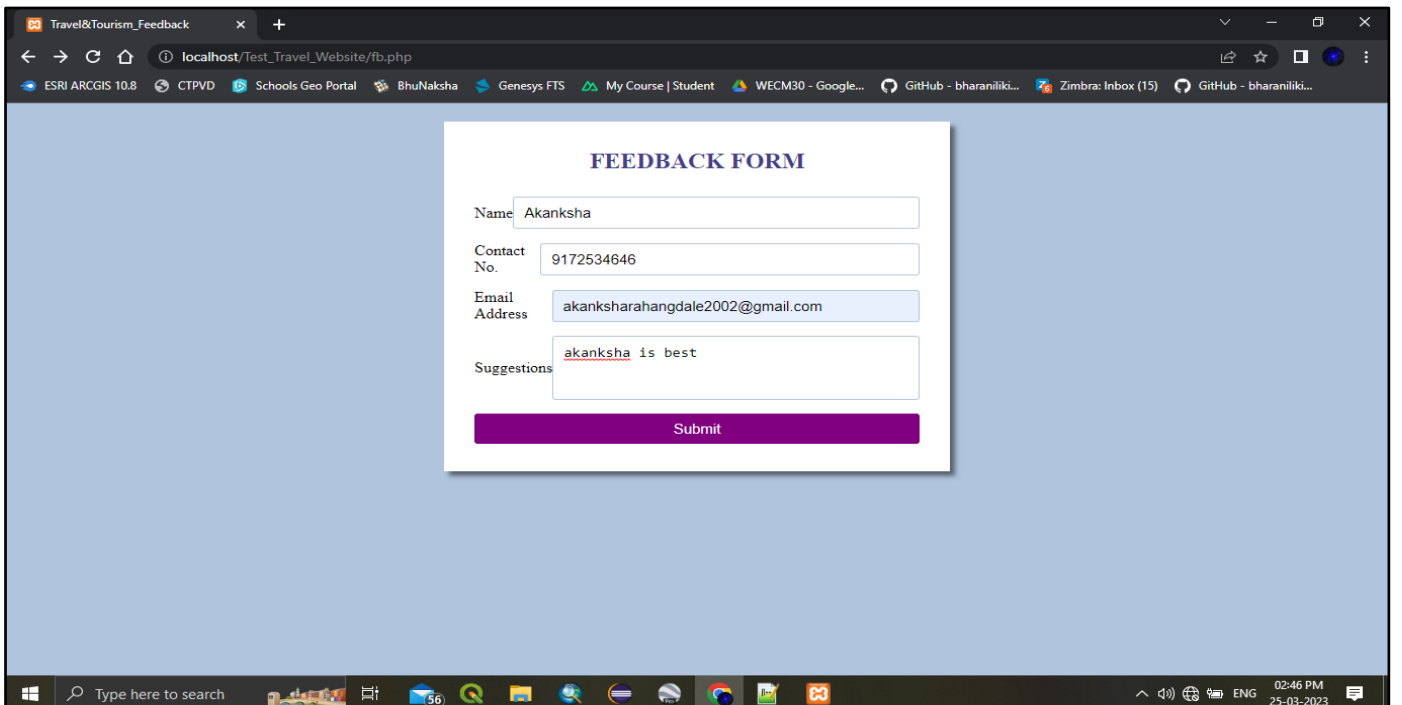 Travel&Tourism_Feedback
localhost/Test_Travel_Website/fb.php
ESRI ARCGIS 10.8 CTPVD Schools Geo Portal BhuNaksha Genesys FTS My Course | Student WECM30 - Google... GitHub - bharaniliki... Zimbra: Inbox (15) GitHub - bharaniliki...
FEEDBACK FORM
Name Akanksha
Contact
No. 9172534646
Email
Address akanksharahangdale2002@gmail.com
Suggestions akanksha is best
Submit
Type here to search 56 ENG 02:46 PM
25-03-2023